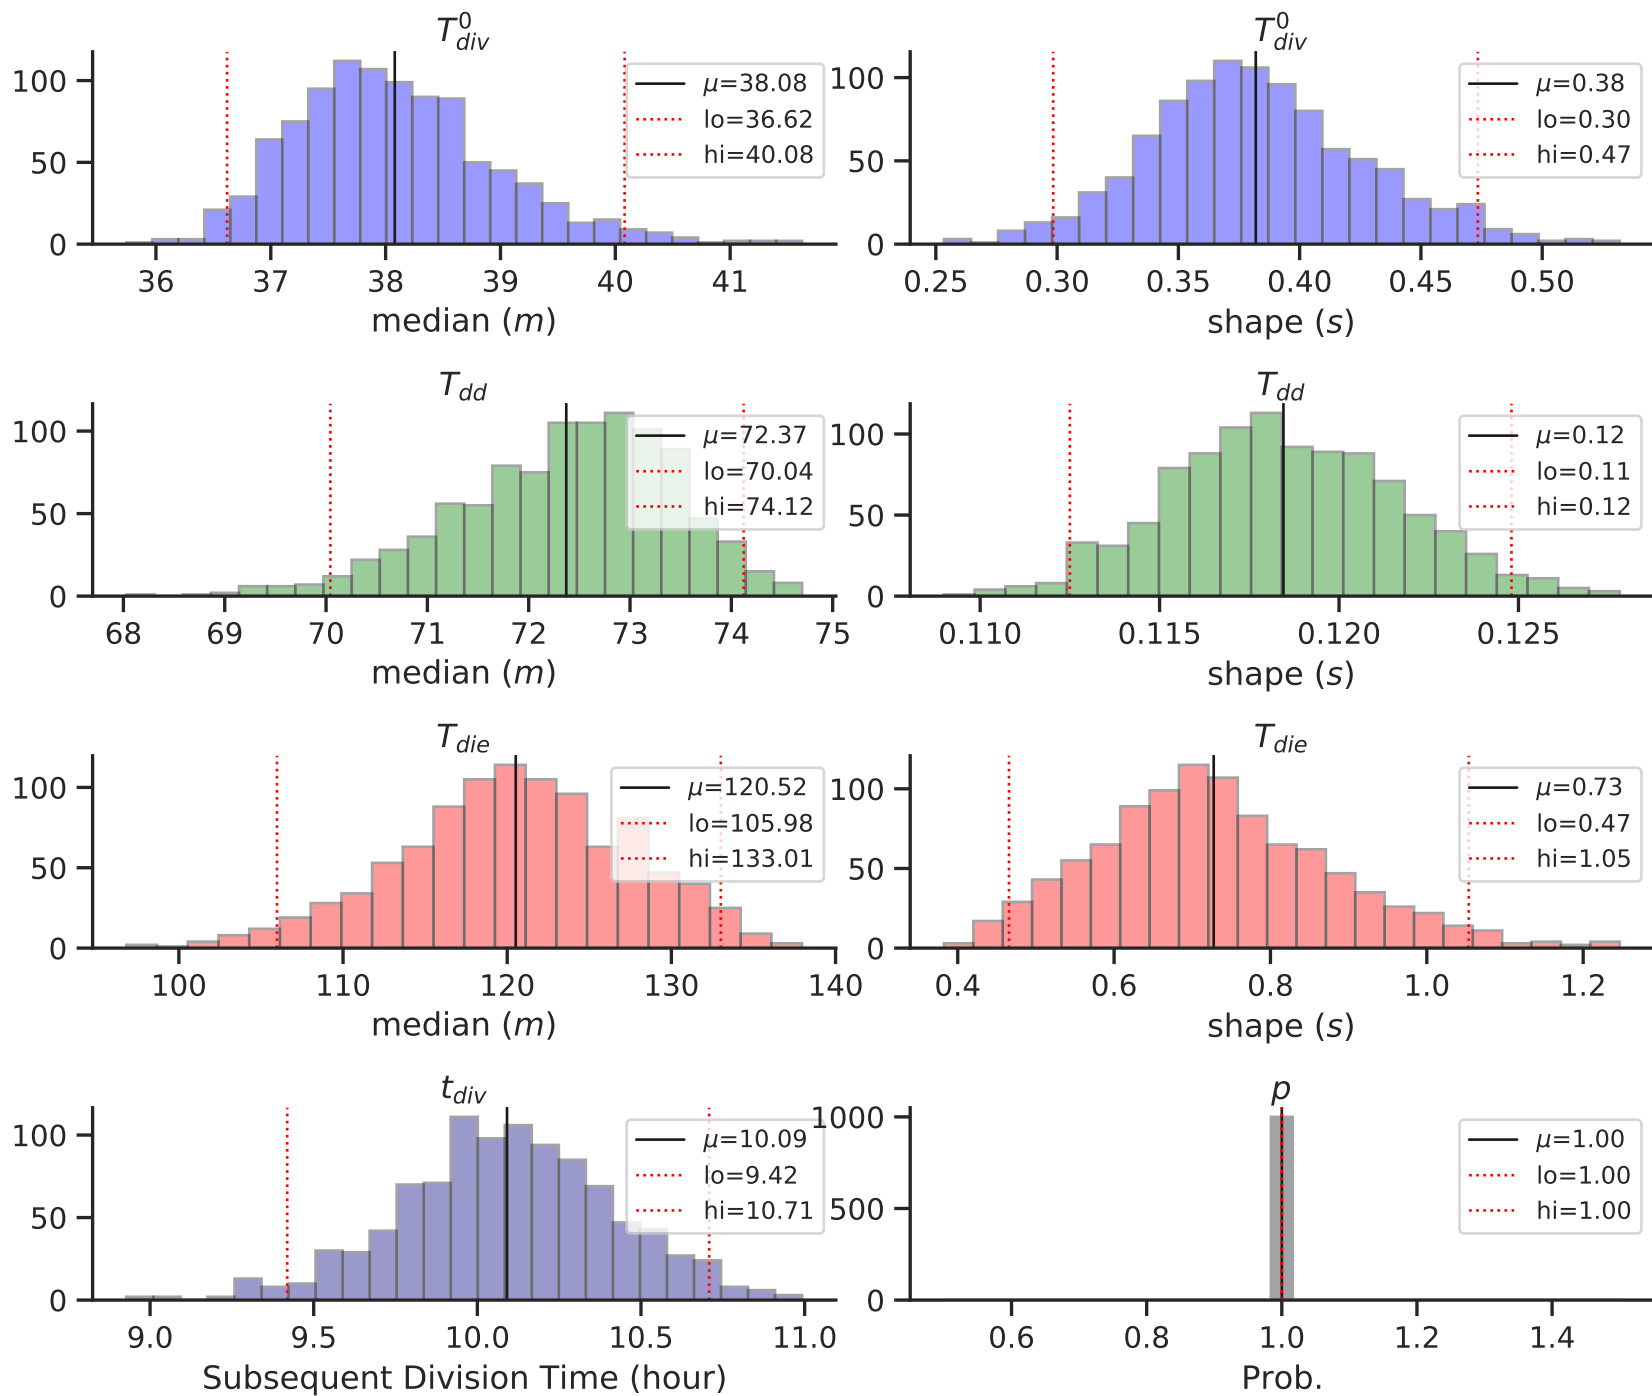 T⁰div
100
50
0
μ=38.08
lo=36.62
hi=40.08
36 37 38 39 40 41
median (m)
T⁰div
100
50
0
μ=0.38
lo=0.30
hi=0.47
0.25 0.30 0.35 0.40 0.45 0.50
shape (s)
Tdd
100
50
0
μ=72.37
lo=70.04
hi=74.12
68 69 70 71 72 73 74 75
median (m)
Tdd
100
50
0
μ=0.12
lo=0.11
hi=0.12
0.110 0.115 0.120 0.125
shape (s)
Tdie
100
50
0
μ=120.52
lo=105.98
hi=133.01
100 110 120 130 140
median (m)
Tdie
100
50
0
μ=0.73
lo=0.47
hi=1.05
0.4 0.6 0.8 1.0 1.2
shape (s)
tdiv
100
50
0
μ=10.09
lo=9.42
hi=10.71
9.0 9.5 10.0 10.5 11.0
Subsequent Division Time (hour)
p
1000
500
0
μ=1.00
lo=1.00
hi=1.00
0.6 0.8 1.0 1.2 1.4
Prob.